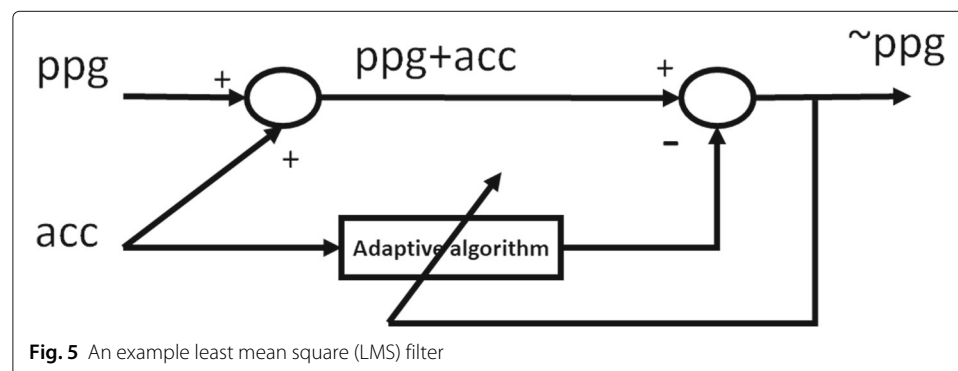 ppg + ppg+acc + ~ppg
+ -
acc Adaptive algorithm
Fig. 5 An example least mean square (LMS) filter